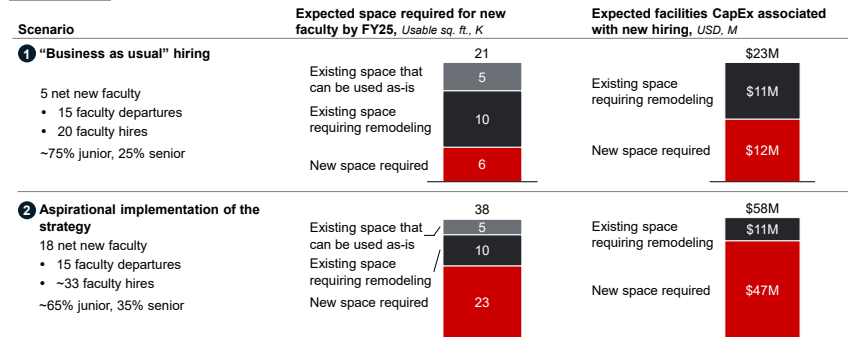 Scenario
Expected space required for new
faculty by FY25, Usable sq. ft., K
Expected facilities CapEx associated
with new hiring, USD, M
1 “Business as usual” hiring
5 net new faculty
• 15 faculty departures
• 20 faculty hires
~75% junior, 25% senior
21
Existing space that
can be used as-is
5
Existing space
requiring remodeling
10
New space required
6
$23M
Existing space
requiring remodeling
$11M
New space required
$12M
2 Aspirational implementation of the
strategy
18 net new faculty
• 15 faculty departures
• ~33 faculty hires
~65% junior, 35% senior
38
Existing space that
can be used as-is
5
Existing space
requiring remodeling
10
New space required
23
$58M
Existing space
requiring remodeling
$11M
New space required
$47M